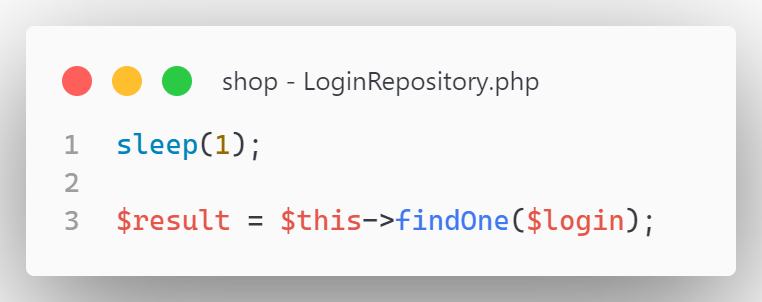 shop - LoginRepository.php
1 sleep(1);
2
3 $result = $this->findOne($login);